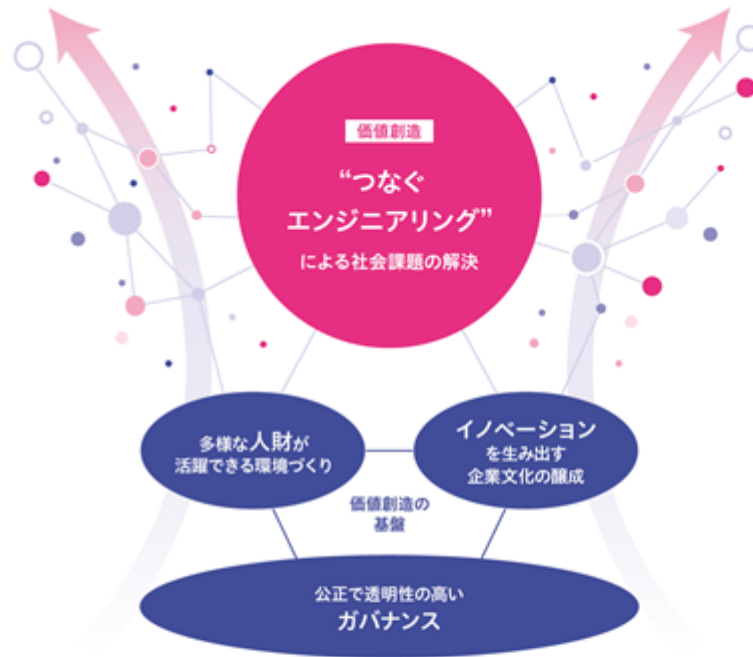 価値創造
“つなぐ
エンジニアリング”
による社会課題の解決
多様な人財が
活躍できる環境づくり
イノベーション
を生み出す
企業文化の醸成
価値創造の
基盤
公正で透明性の高い
ガバナンス